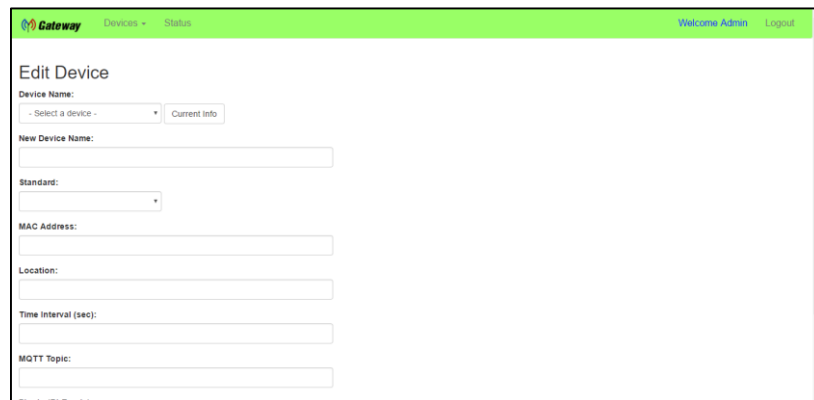 Gateway Devices Status Welcome Admin Logout
Edit Device
Device Name:
- Select a device - Current Info
New Device Name:
Standard:
MAC Address:
Location:
Time Interval (sec):
MQTT Topic: